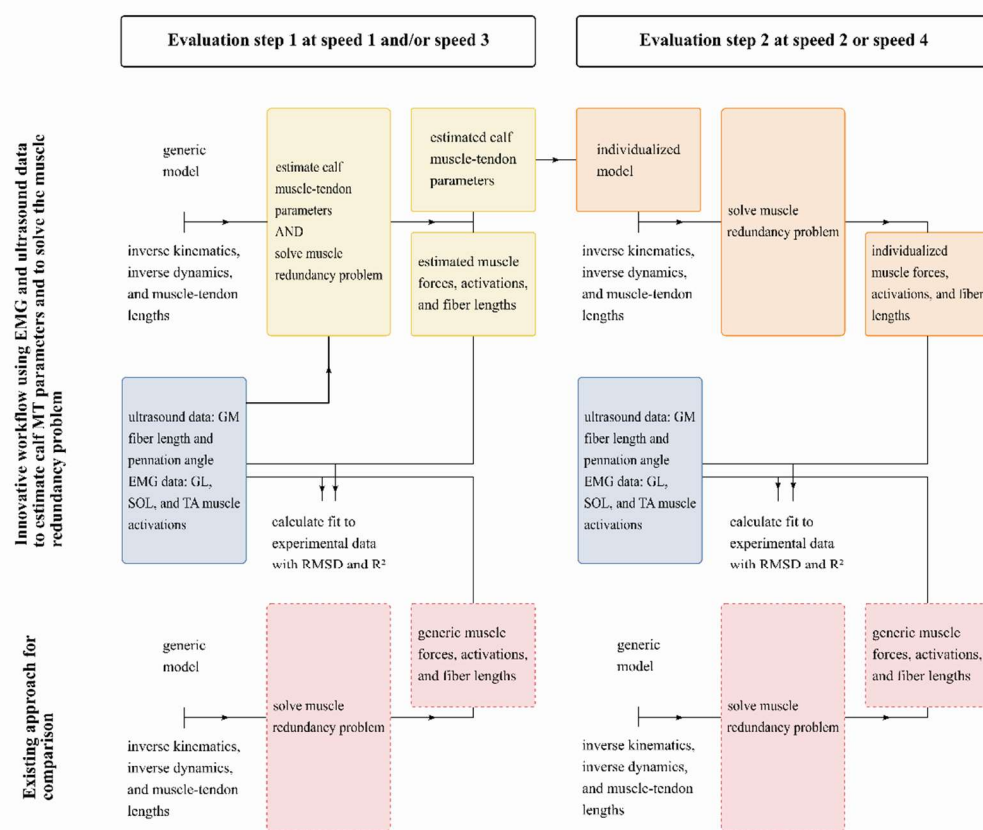 Evaluation step 1 at speed 1 and/or speed 3
Evaluation step 2 at speed 2 or speed 4
Innovative workflow using EMG and ultrasound data
to estimate calf MT parameters and to solve the muscle
redundancy problem
generic
model
inverse kinematics,
inverse dynamics,
and muscle-tendon
lengths
estimate calf
muscle-tendon
parameters
AND
solve muscle
redundancy problem
estimated calf
muscle-tendon
parameters
estimated muscle
forces, activations,
and fiber lengths
individualized
model
inverse kinematics,
inverse dynamics,
and muscle-tendon
lengths
solve muscle
redundancy problem
individualized
muscle forces,
activations, and fiber
lengths
ultrasound data: GM
fiber length and
pennation angle
EMG data: GL,
SOL, and TA muscle
activations
calculate fit to
experimental data
with RMSD and R²
ultrasound data: GM
fiber length and
pennation angle
EMG data: GL,
SOL, and TA muscle
activations
calculate fit to
experimental data
with RMSD and R²
Existing approach for
comparison
generic
model
inverse kinematics,
inverse dynamics,
and muscle-tendon
lengths
solve muscle
redundancy problem
generic muscle
forces, activations,
and fiber lengths
generic
model
inverse kinematics,
inverse dynamics,
and muscle-tendon
lengths
solve muscle
redundancy problem
generic muscle
forces, activations,
and fiber lengths